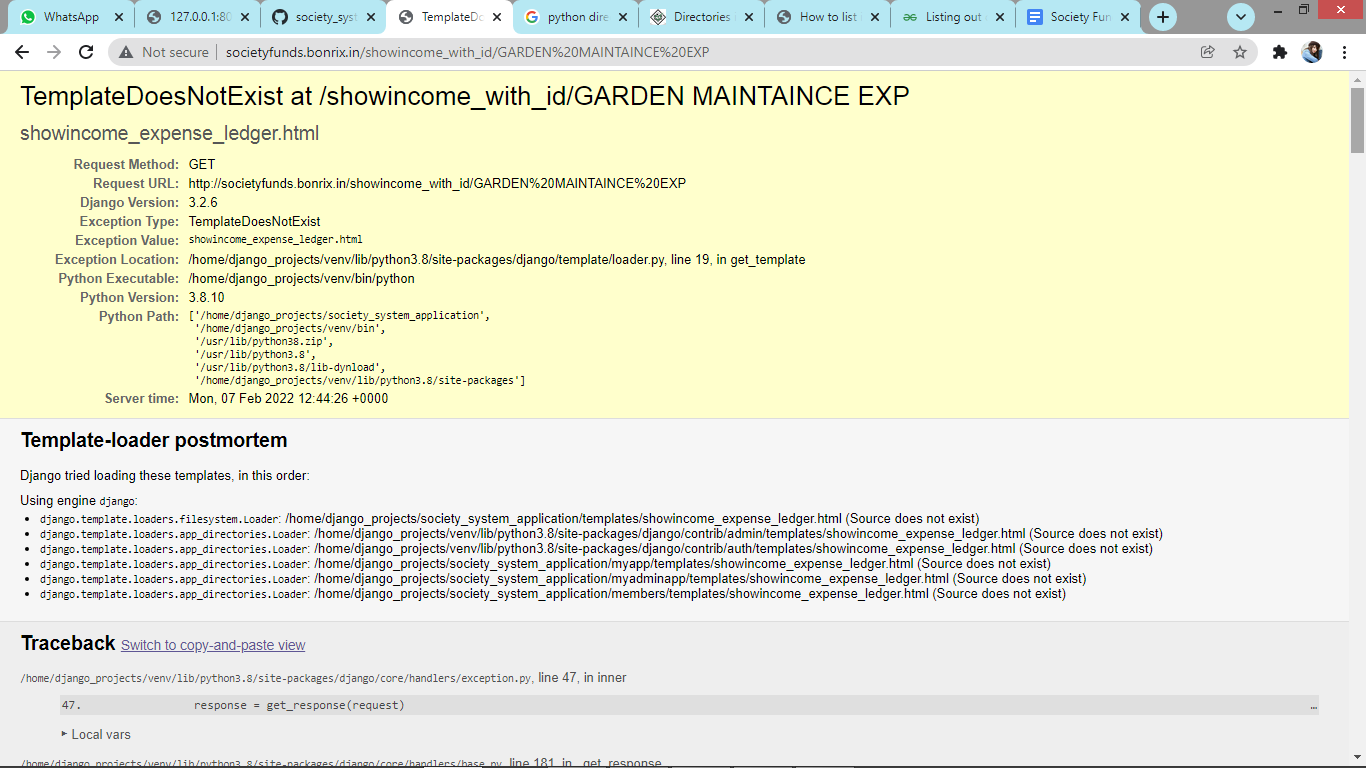 WhatsApp 127.0.0.1:80 society_syst TemplateDo python dire Directories i How to list Listing out Society Fun
Not secure societyfunds.bonrix.in/showincome_with_id/GARDEN%20MAINTAINCE%20EXP
TemplateDoesNotExist at /showincome_with_id/GARDEN MAINTAINCE EXP
showincome_expense_ledger.html
Request Method: GET
Request URL: http://societyfunds.bonrix.in/showincome_with_id/GARDEN%20MAINTAINCE%20EXP
Django Version: 3.2.6
Exception Type: TemplateDoesNotExist
Exception Value: showincome_expense_ledger.html
Exception Location: /home/django_projects/venv/lib/python3.8/site-packages/django/template/loader.py, line 19, in get_template
Python Executable: /home/django_projects/venv/bin/python
Python Version: 3.8.10
Python Path: ['/home/django_projects/society_system_application',
'/home/django_projects/venv/bin',
'/usr/lib/python38.zip',
'/usr/lib/python3.8',
'/usr/lib/python3.8/lib-dynload',
'/home/django_projects/venv/lib/python3.8/site-packages']
Server time: Mon, 07 Feb 2022 12:44:26 +0000
Template-loader postmortem
Django tried loading these templates, in this order:
Using engine django:
• django.template.loaders.filesystem.Loader: /home/django_projects/society_system_application/templates/showincome_expense_ledger.html (Source does not exist)
• django.template.loaders.app_directories.Loader: /home/django_projects/venv/lib/python3.8/site-packages/django/contrib/admin/templates/showincome_expense_ledger.html (Source does not exist)
• django.template.loaders.app_directories.Loader: /home/django_projects/venv/lib/python3.8/site-packages/django/contrib/auth/templates/showincome_expense_ledger.html (Source does not exist)
• django.template.loaders.app_directories.Loader: /home/django_projects/society_system_application/myapp/templates/showincome_expense_ledger.html (Source does not exist)
• django.template.loaders.app_directories.Loader: /home/django_projects/society_system_application/myadminapp/templates/showincome_expense_ledger.html (Source does not exist)
• django.template.loaders.app_directories.Loader: /home/django_projects/society_system_application/members/templates/showincome_expense_ledger.html (Source does not exist)
Traceback Switch to copy-and-paste view
/home/django_projects/venv/lib/python3.8/site-packages/django/core/handlers/exception.py, line 47, in inner
47. response = get_response(request) …
Local vars
/home/django_projects/venv/lib/python3.8/site-packages/django/core/handlers/base.py, line 181, in _get_response